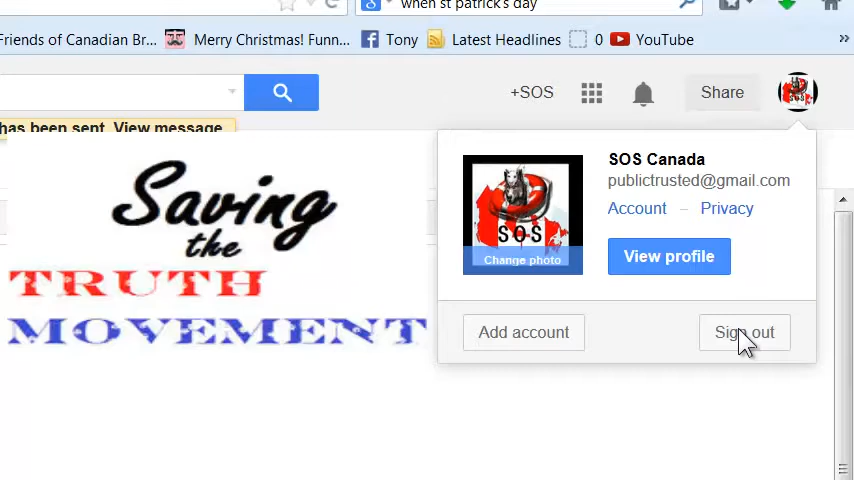 when st patrick's day
Friends of Canadian Br... Merry Christmas! Funn... Tony Latest Headlines 0 YouTube »
+SOS Share
SOS
has been sent. View message
Saving
the
TRUTH
MOVEMENT
SOS Canada
publictrusted@gmail.com
Account – Privacy
SOS
Change photo
View profile
Add account Sign out